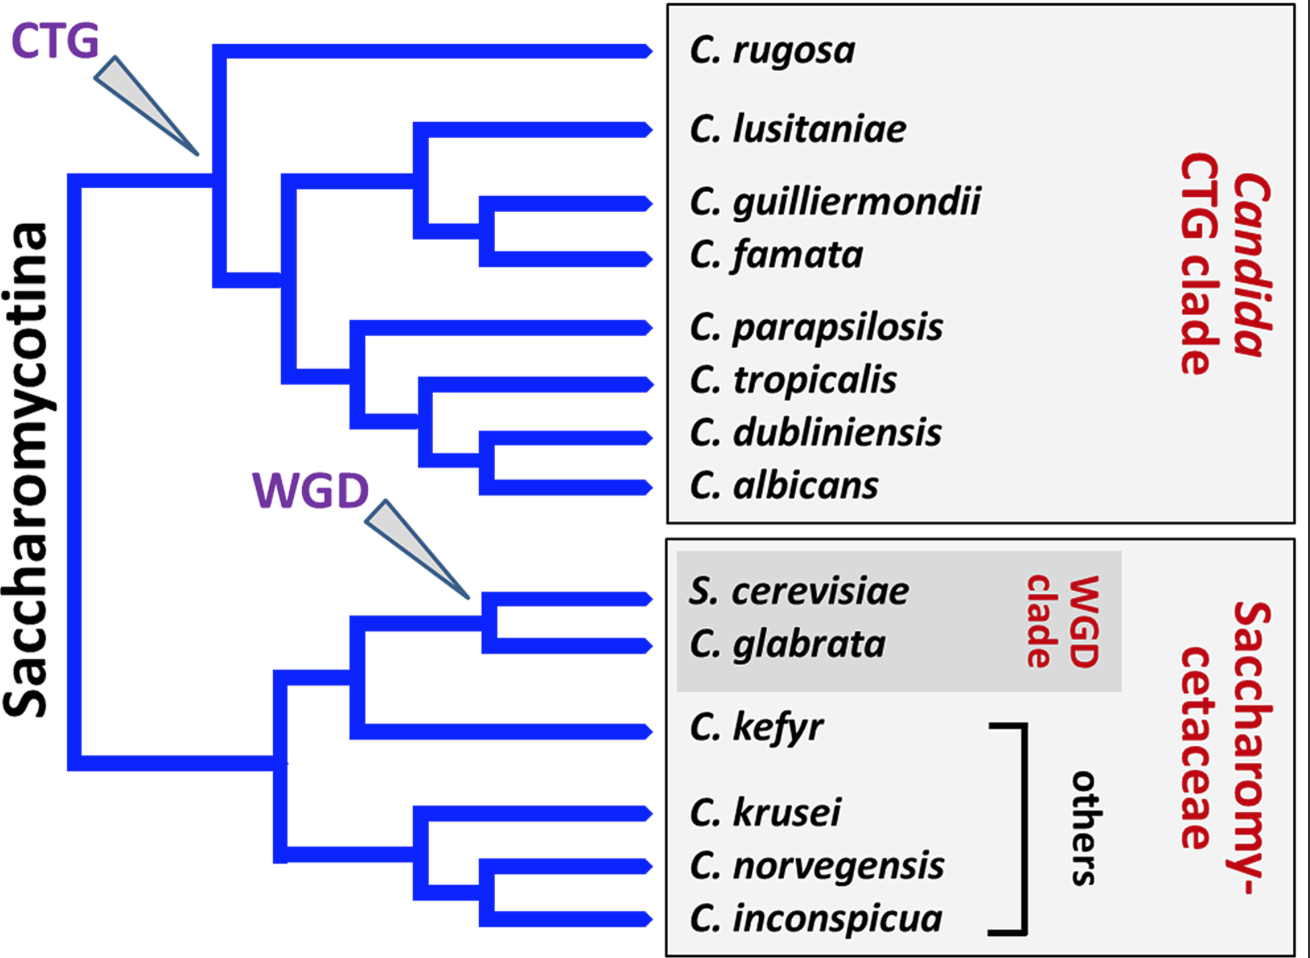 CTG
Saccharomycotina
WGD
C. rugosa
C. lusitaniae
C. guilliermondii
C. famata
C. parapsilosis
C. tropicalis
C. dubliniensis
C. albicans
Candida
CTG clade
S. cerevisiae
C. glabrata
WGD
clade
C. kefyr
C. krusei
C. norvegensis
C. inconspicua
others
Saccharomy-
cetaceae